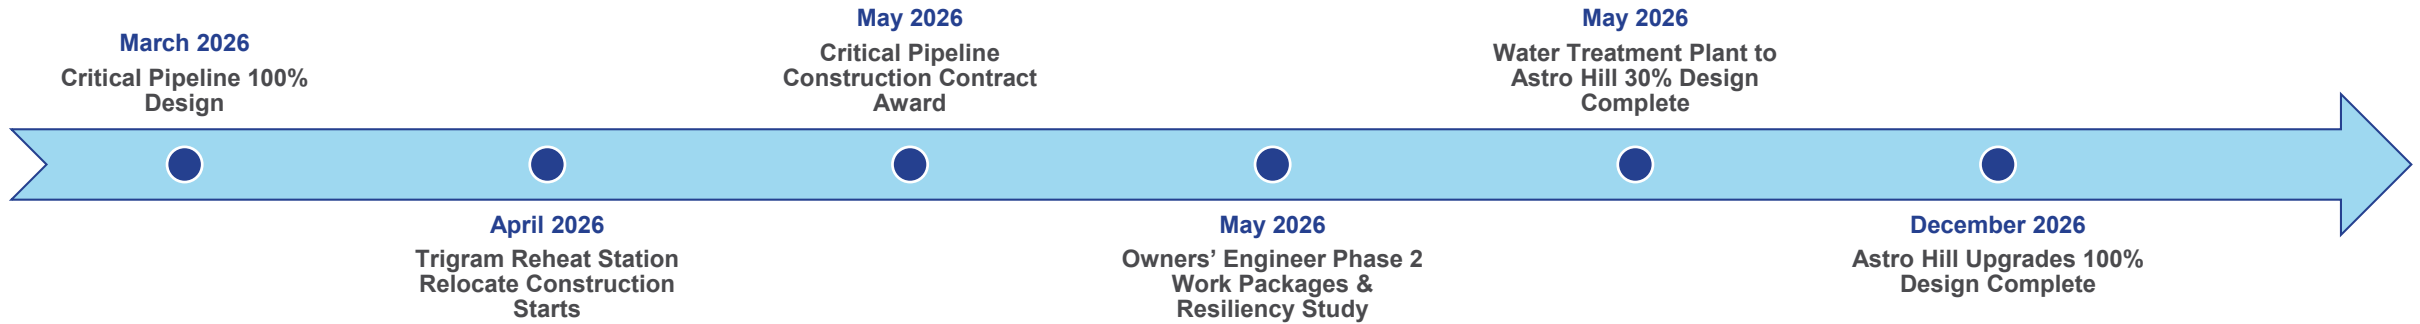 March 2026
Critical Pipeline 100%
Design
April 2026
Trigram Reheat Station
Relocate Construction
Starts
May 2026
Critical Pipeline
Construction Contract
Award
May 2026
Owners’ Engineer Phase 2
Work Packages &
Resiliency Study
May 2026
Water Treatment Plant to
Astro Hill 30% Design
Complete
December 2026
Astro Hill Upgrades 100%
Design Complete